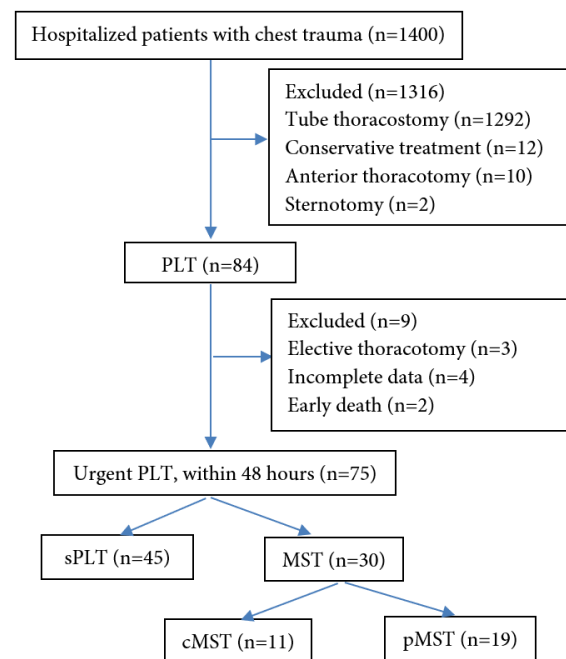 Hospitalized patients with chest trauma (n=1400)
Excluded (n=1316)
Tube thoracostomy (n=1292)
Conservative treatment (n=12)
Anterior thoracotomy (n=10)
Sternotomy (n=2)
PLT (n=84)
Excluded (n=9)
Elective thoracotomy (n=3)
Incomplete data (n=4)
Early death (n=2)
Urgent PLT, within 48 hours (n=75)
sPLT (n=45)
MST (n=30)
cMST (n=11)
pMST (n=19)